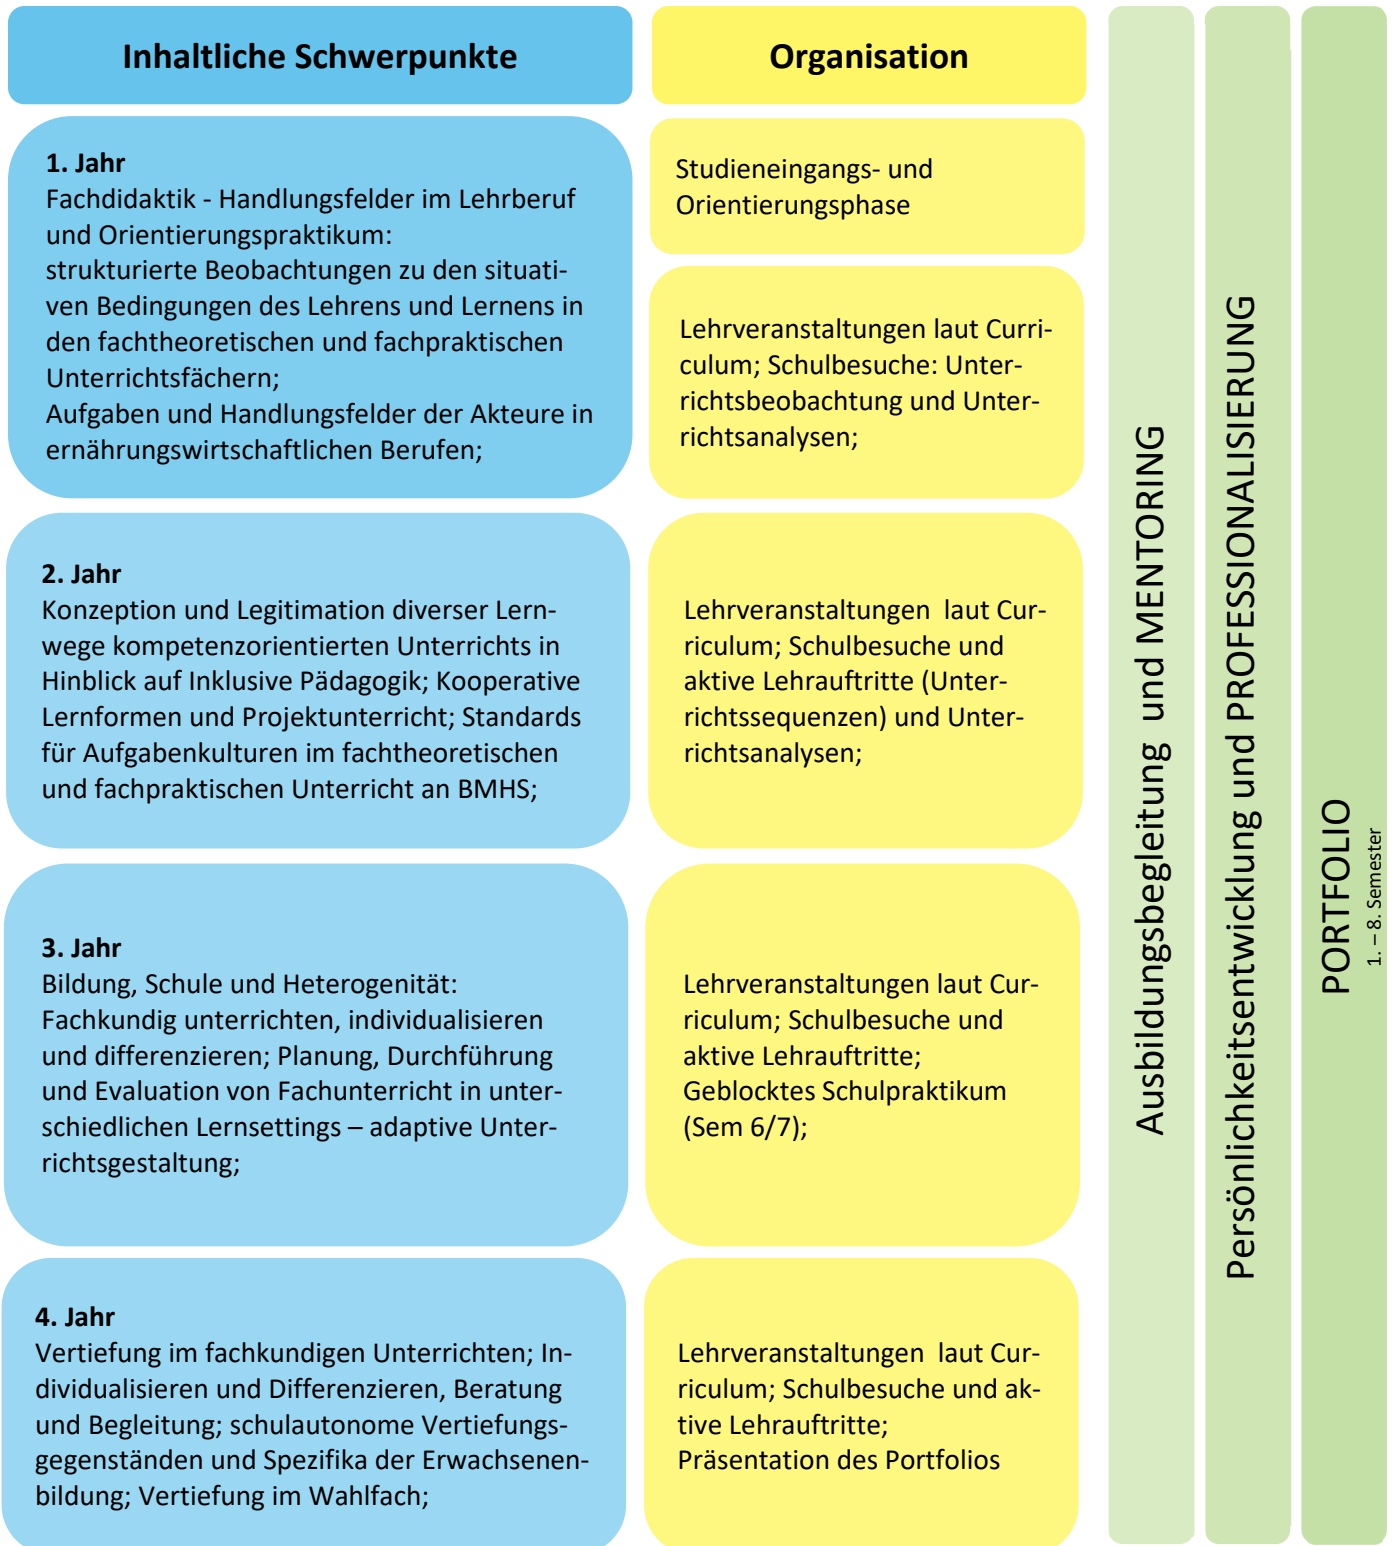 Inhaltliche Schwerpunkte
Organisation
1. Jahr
Fachdidaktik - Handlungsfelder im Lehrberuf
und Orientierungspraktikum:
strukturierte Beobachtungen zu den situati-
ven Bedingungen des Lehrens und Lernens in
den fachtheoretischen und fachpraktischen
Unterrichtsfächern;
Aufgaben und Handlungsfelder der Akteure in
ernährungswirtschaftlichen Berufen;
Studieneingangs- und
Orientierungsphase
Lehrveranstaltungen laut Curri-
culum; Schulbesuche: Unter-
richtsbeobachtung und Unter-
richtsanalysen;
2. Jahr
Konzeption und Legitimation diverser Lern-
wege kompetenzorientierten Unterrichts in
Hinblick auf Inklusive Pädagogik; Kooperative
Lernformen und Projektunterricht; Standards
für Aufgabenkulturen im fachtheoretischen
und fachpraktischen Unterricht an BMHS;
Lehrveranstaltungen  laut Cur-
riculum; Schulbesuche und
aktive Lehrauftritte (Unter-
richtssequenzen) und Unter-
richtsanalysen;
3. Jahr
Bildung, Schule und Heterogenität:
Fachkundig unterrichten, individualisieren
und differenzieren; Planung, Durchführung
und Evaluation von Fachunterricht in unter-
schiedlichen Lernsettings – adaptive Unter-
richtsgestaltung;
Lehrveranstaltungen laut Cur-
riculum; Schulbesuche und
aktive Lehrauftritte;
Geblocktes Schulpraktikum
(Sem 6/7);
4. Jahr
Vertiefung im fachkundigen Unterrichten; In-
dividualisieren und Differenzieren, Beratung
und Begleitung; schulautonome Vertiefungs-
gegenständen und Spezifika der Erwachsenen-
bildung; Vertiefung im Wahlfach;
Lehrveranstaltungen  laut Cur-
riculum; Schulbesuche und ak-
tive Lehrauftritte;
Präsentation des Portfolios
Ausbildungsbegleitung  und MENTORING
Persönlichkeitsentwicklung und PROFESSIONALISIERUNG
PORTFOLIO
1. – 8. Semester